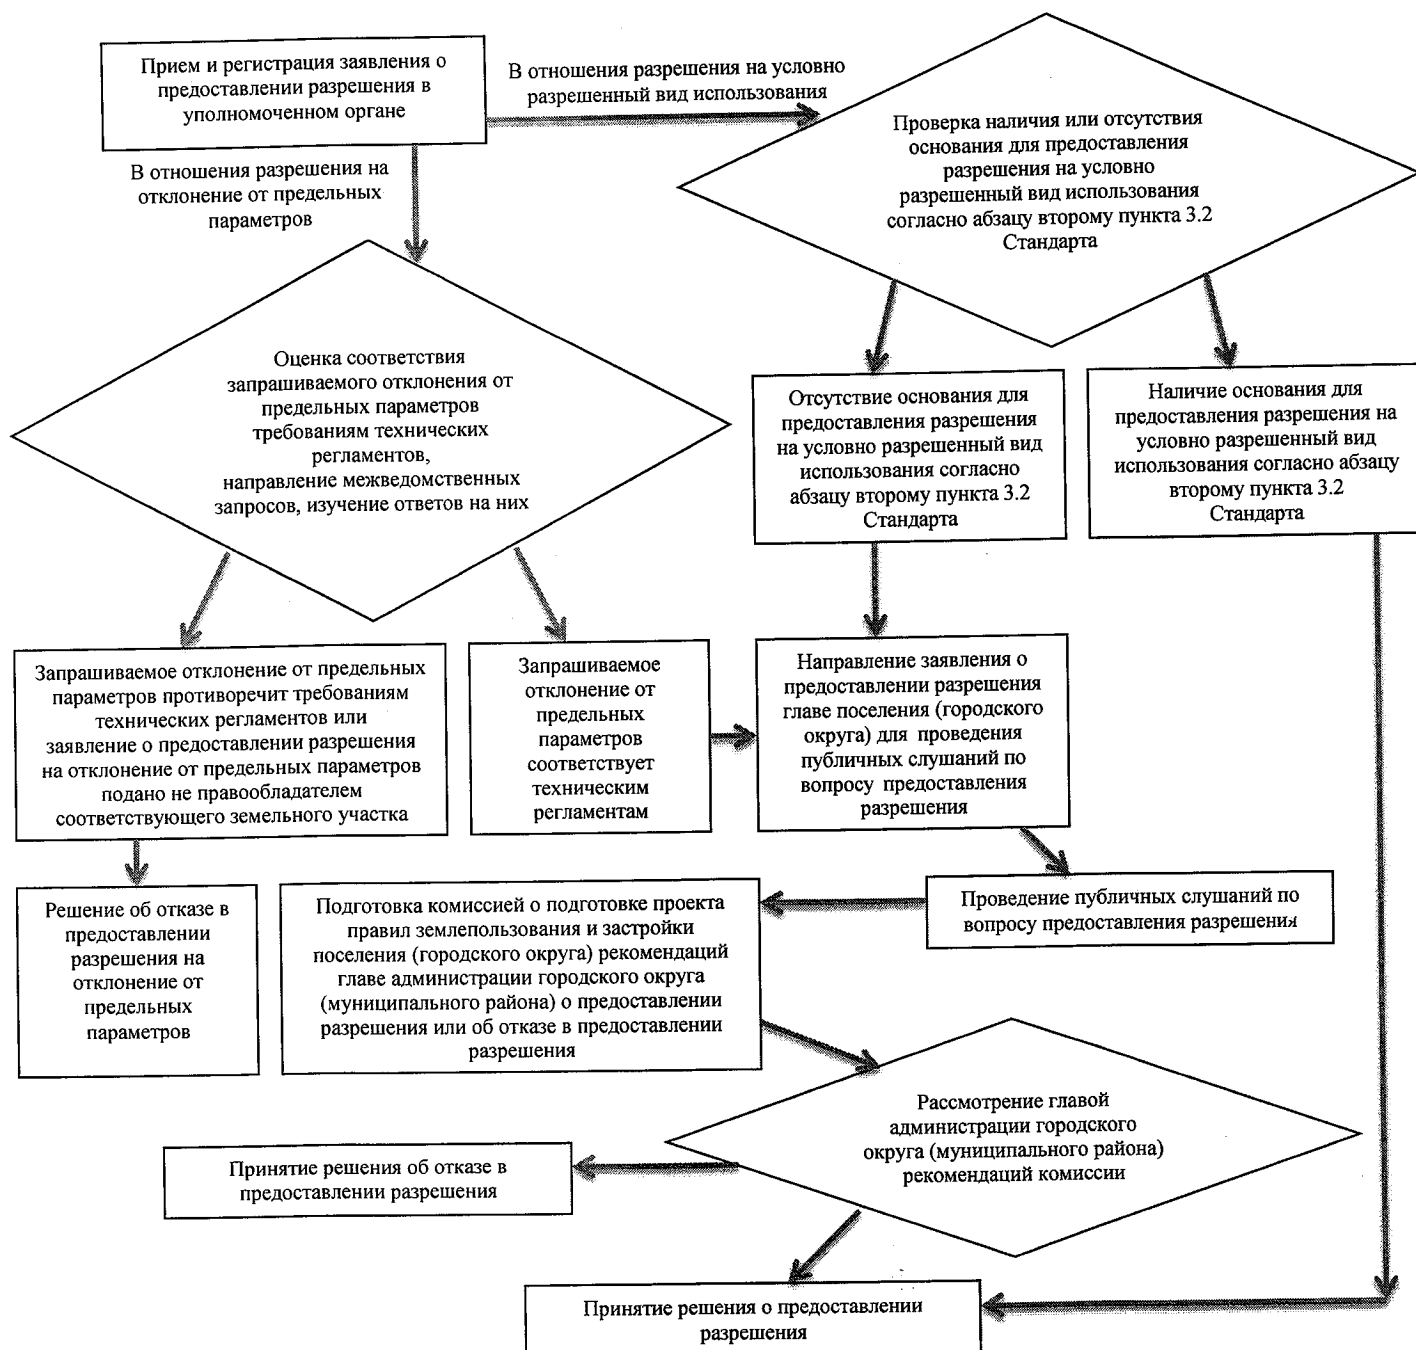 Прием и регистрация заявления о
предоставлении разрешения в
уполномоченном органе
В отношения разрешения на условно
разрешенный вид использования
Проверка наличия или отсутствия
основания для предоставления
разрешения на условно
разрешенный вид использования
согласно абзацу второму пункта 3.2
Стандарта
В отношения разрешения на
отклонение от предельных
параметров
Оценка соответствия
запрашиваемого отклонения от
предельных параметров
требованиям технических
регламентов,
направление межведомственных
запросов, изучение ответов на них
Отсутствие основания для
предоставления разрешения
на условно разрешенный вид
использования согласно
абзацу второму пункта 3.2
Стандарта
Наличие основания для
предоставления разрешения на
условно разрешенный вид
использования согласно абзацу
второму пункта 3.2
Стандарта
Запрашиваемое отклонение от предельных
параметров противоречит требованиям
технических регламентов или
заявление о предоставлении разрешения
на отклонение от предельных параметров
подано не правообладателем
соответствующего земельного участка
Запрашиваемое
отклонение от
предельных
параметров
соответствует
техническим
регламентам
Направление заявления о
предоставлении разрешения
главе поселения (городского
округа) для проведения
публичных слушаний по
вопросу предоставления
разрешения
Решение об отказе в
предоставлении
разрешения на
отклонение от
предельных
параметров
Подготовка комиссией о подготовке проекта
правил землепользования и застройки
поселения (городского округа) рекомендаций
главе администрации городского округа
(муниципального района) о предоставлении
разрешения или об отказе в предоставлении
разрешения
Проведение публичных слушаний по
вопросу предоставления разрешения
Рассмотрение главой
администрации городского
округа (муниципального района)
рекомендаций комиссии
Принятие решения об отказе в
предоставлении разрешения
Принятие решения о предоставлении
разрешения